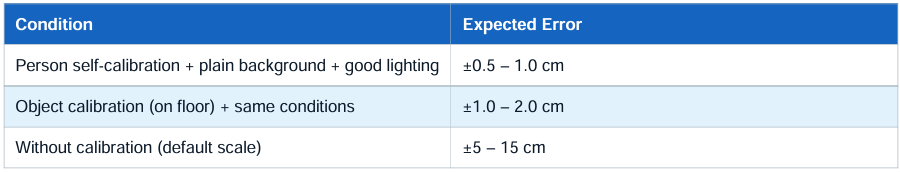 Condition Expected Error
Person self-calibration + plain background + good lighting ±0.5 – 1.0 cm
Object calibration (on floor) + same conditions ±1.0 – 2.0 cm
Without calibration (default scale) ±5 – 15 cm